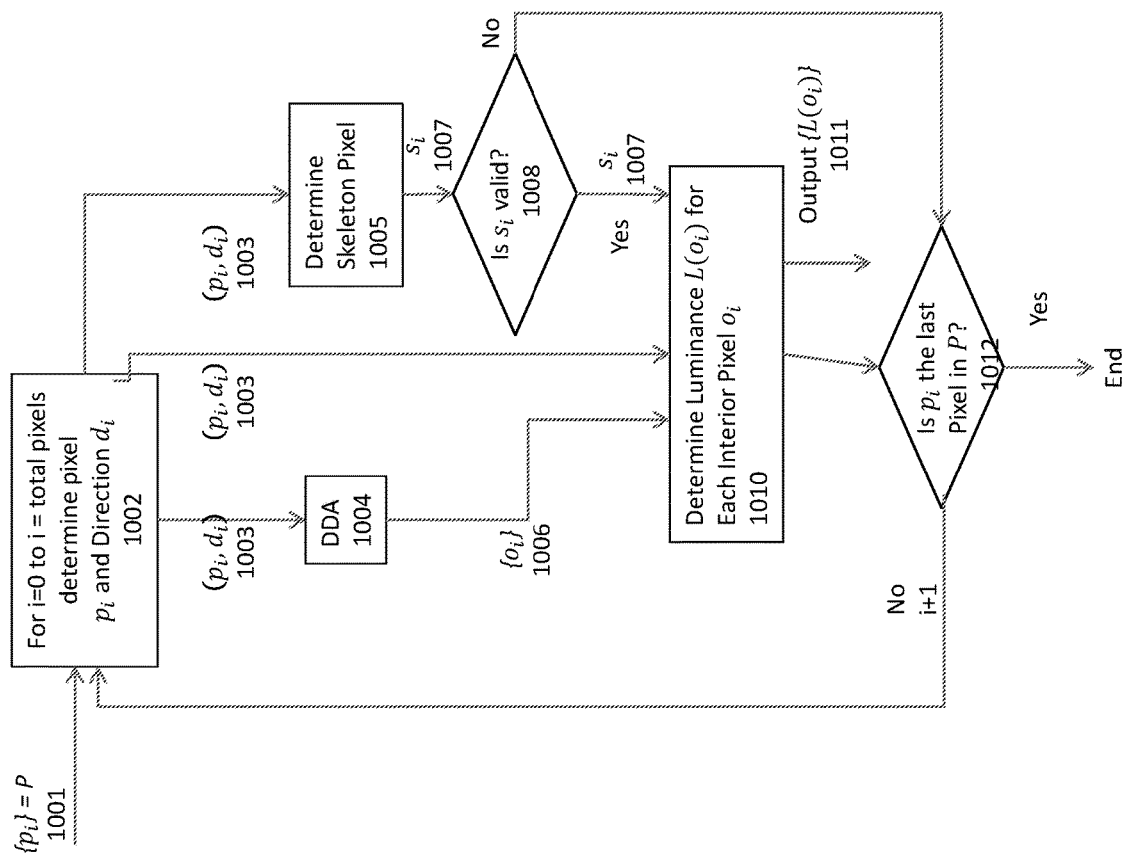 {p_i} = P
1001
For i=0 to i = total pixels
determine pixel
p_i and Direction d_i
1002
(p_i, d_i)
1003
(p_i, d_i)
1003
(p_i, d_i)
1003
DDA
1004
Determine
Skeleton Pixel
1005
{o_i}
1006
s_i
1007
Is s_i valid?
1008
No
Yes
s_i
1007
Determine Luminance L(o_i) for
Each Interior Pixel o_i
1010
Output {L(o_i)}
1011
Is p_i the last
Pixel in P?
1012
No
i+1
Yes
End